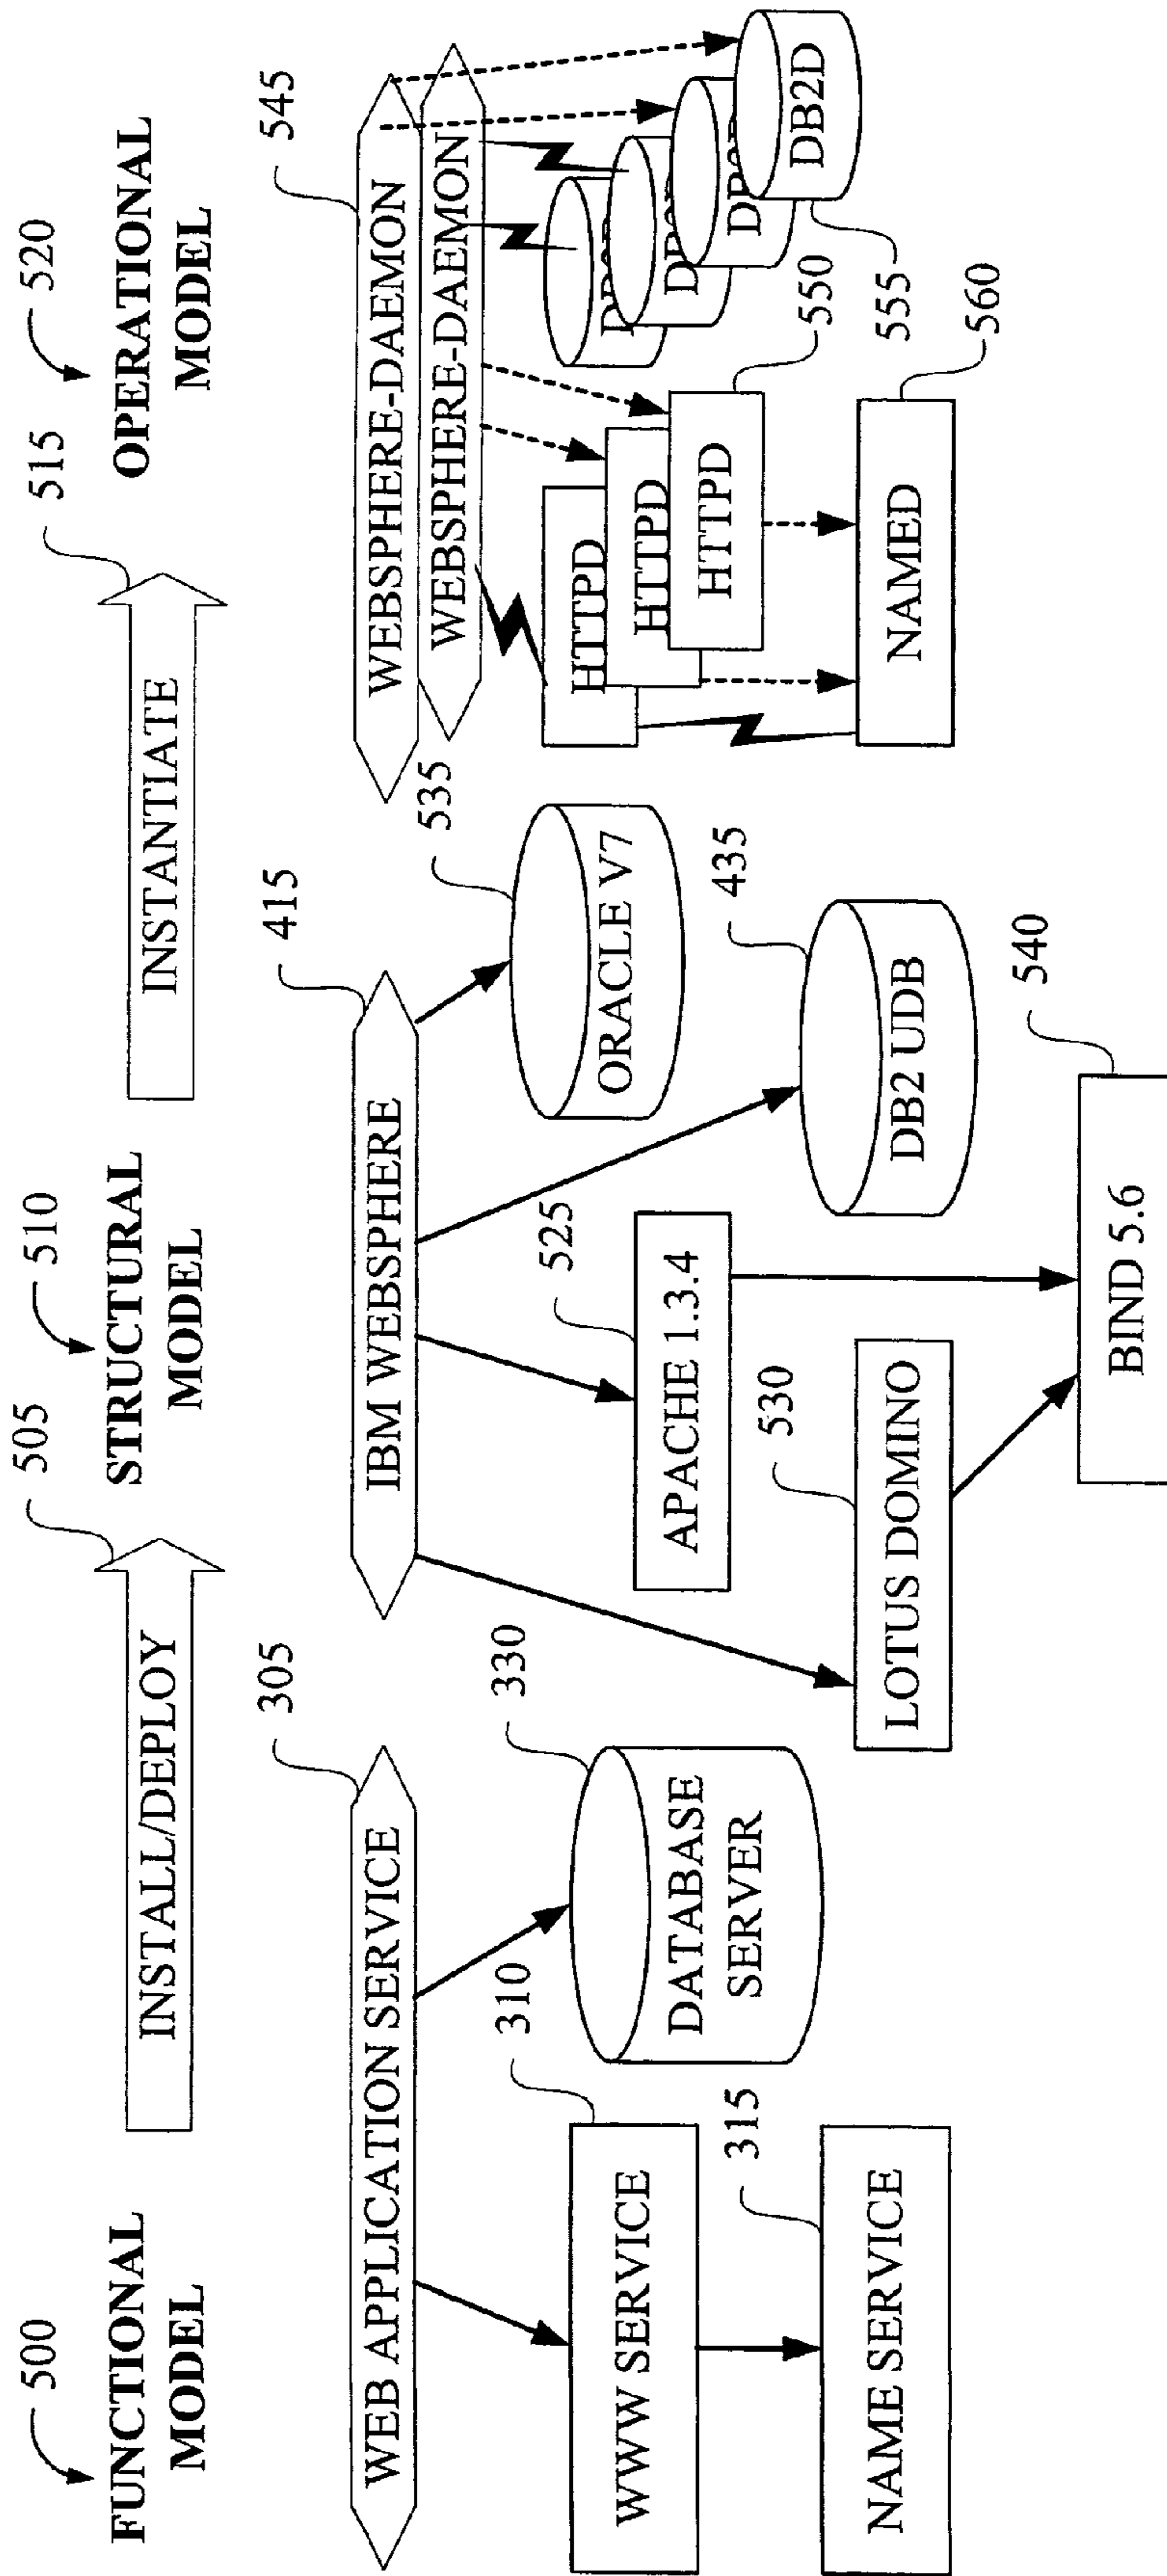 500
FUNCTIONAL
MODEL
INSTALL/DEPLOY
505
510
STRUCTURAL
MODEL
INSTANTIATE
515
520
OPERATIONAL
MODEL
WEB APPLICATION SERVICE
305
WWW SERVICE
310
DATABASE
SERVER
330
NAME SERVICE
315
IBM WEBSPHERE
415
APACHE 1.3.4
525
ORACLE V7
535
LOTUS DOMINO
530
DB2 UDB
435
BIND 5.6
540
WEBSPHERE-DAEMON
545
WEBSPHERE-DAEMON
HTTPD
HTTPD
HTTPD
550
DB2D
555
NAMED
560